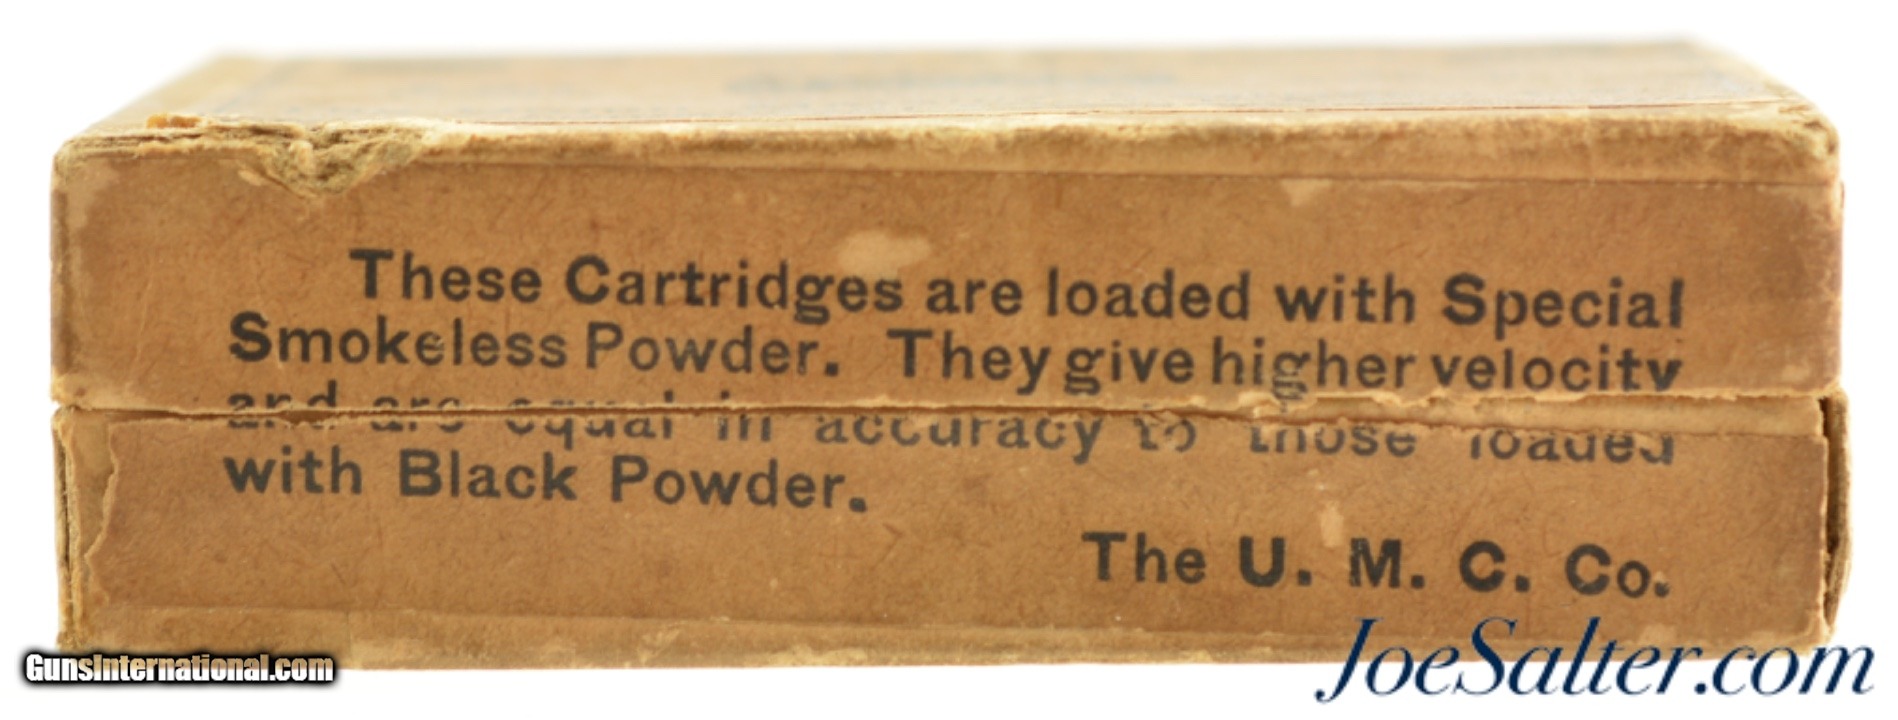 These Cartridges are loaded with Special
Smokeless Powder. They give higher velocity
and are equal in accuracy to those loaded
with Black Powder.
The U. M. C. Co.
GunsInternational.com
JoeSalter.com